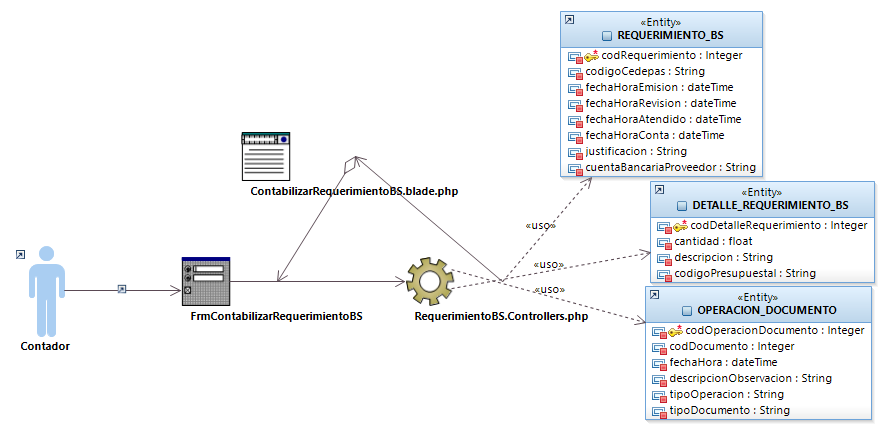 «Entity»
REQUERIMIENTO_BS
codRequerimiento : Integer
codigoCedepas : String
fechaHoraEmision : dateTime
fechaHoraRevision : dateTime
fechaHoraAtendido : dateTime
fechaHoraConta : dateTime
justificacion : String
cuentaBancariaProveedor : String
ContabilizarRequerimientoBS.blade.php
«Entity»
DETALLE_REQUERIMIENTO_BS
codDetalleRequerimiento : Integer
cantidad : float
descripcion : String
codigoPresupuestal : String
«uso»
«uso»
«uso»
Contador
FrmContabilizarRequerimientoBS
RequerimientoBS.Controllers.php
«Entity»
OPERACION_DOCUMENTO
codOperacionDocumento : Integer
codDocumento : Integer
fechaHora : dateTime
descripcionObservacion : String
tipoOperacion : String
tipoDocumento : String